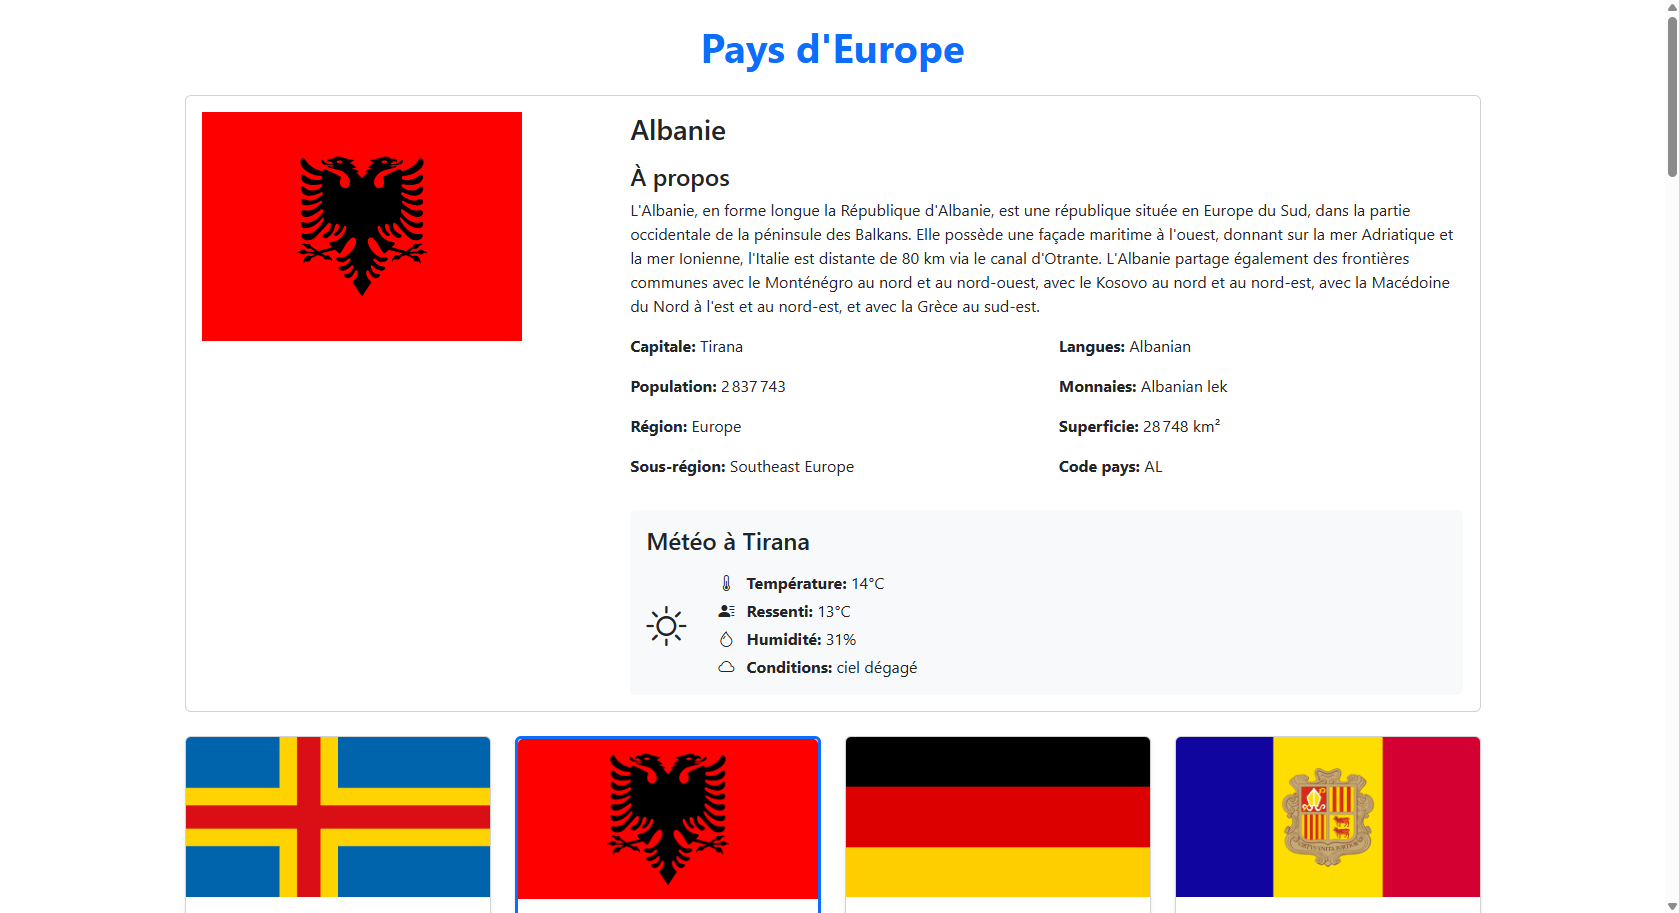 Pays d'Europe
Albanie
À propos
L'Albanie, en forme longue la République d'Albanie, est une république située en Europe du Sud, dans la partie
occidentale de la péninsule des Balkans. Elle possède une façade maritime à l'ouest, donnant sur la mer Adriatique et
la mer Ionienne, l'Italie est distante de 80 km via le canal d'Otrante. L'Albanie partage également des frontières
communes avec le Monténégro au nord et au nord-ouest, avec le Kosovo au nord et au nord-est, avec la Macédoine
du Nord à l'est et au nord-est, et avec la Grèce au sud-est.
Capitale: Tirana
Population: 2 837 743
Région: Europe
Sous-région: Southeast Europe
Langues: Albanian
Monnaies: Albanian lek
Superficie: 28 748 km²
Code pays: AL
Météo à Tirana
Température: 14°C
Ressenti: 13°C
Humidité: 31%
Conditions: ciel dégagé